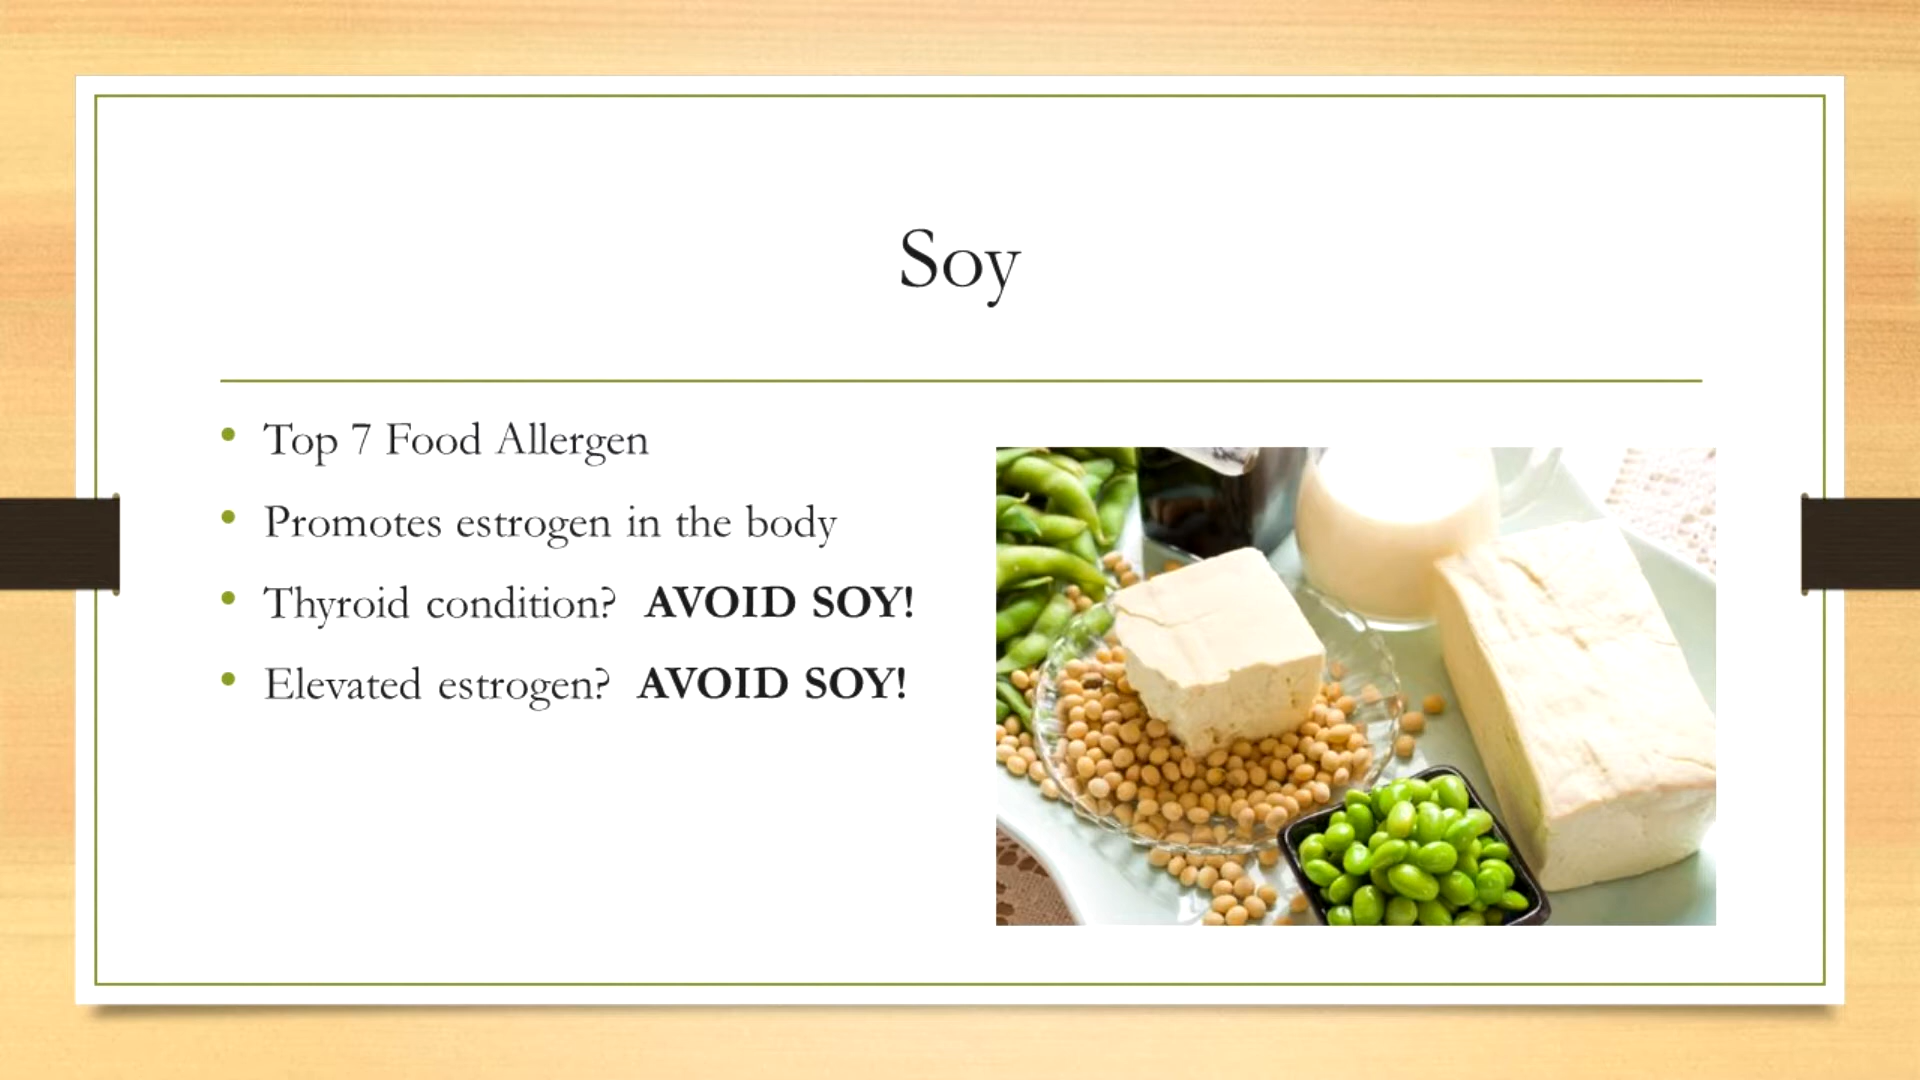 Soy
• Top 7 Food Allergen
• Promotes estrogen in the body
• Thyroid condition? AVOID SOY!
• Elevated estrogen? AVOID SOY!